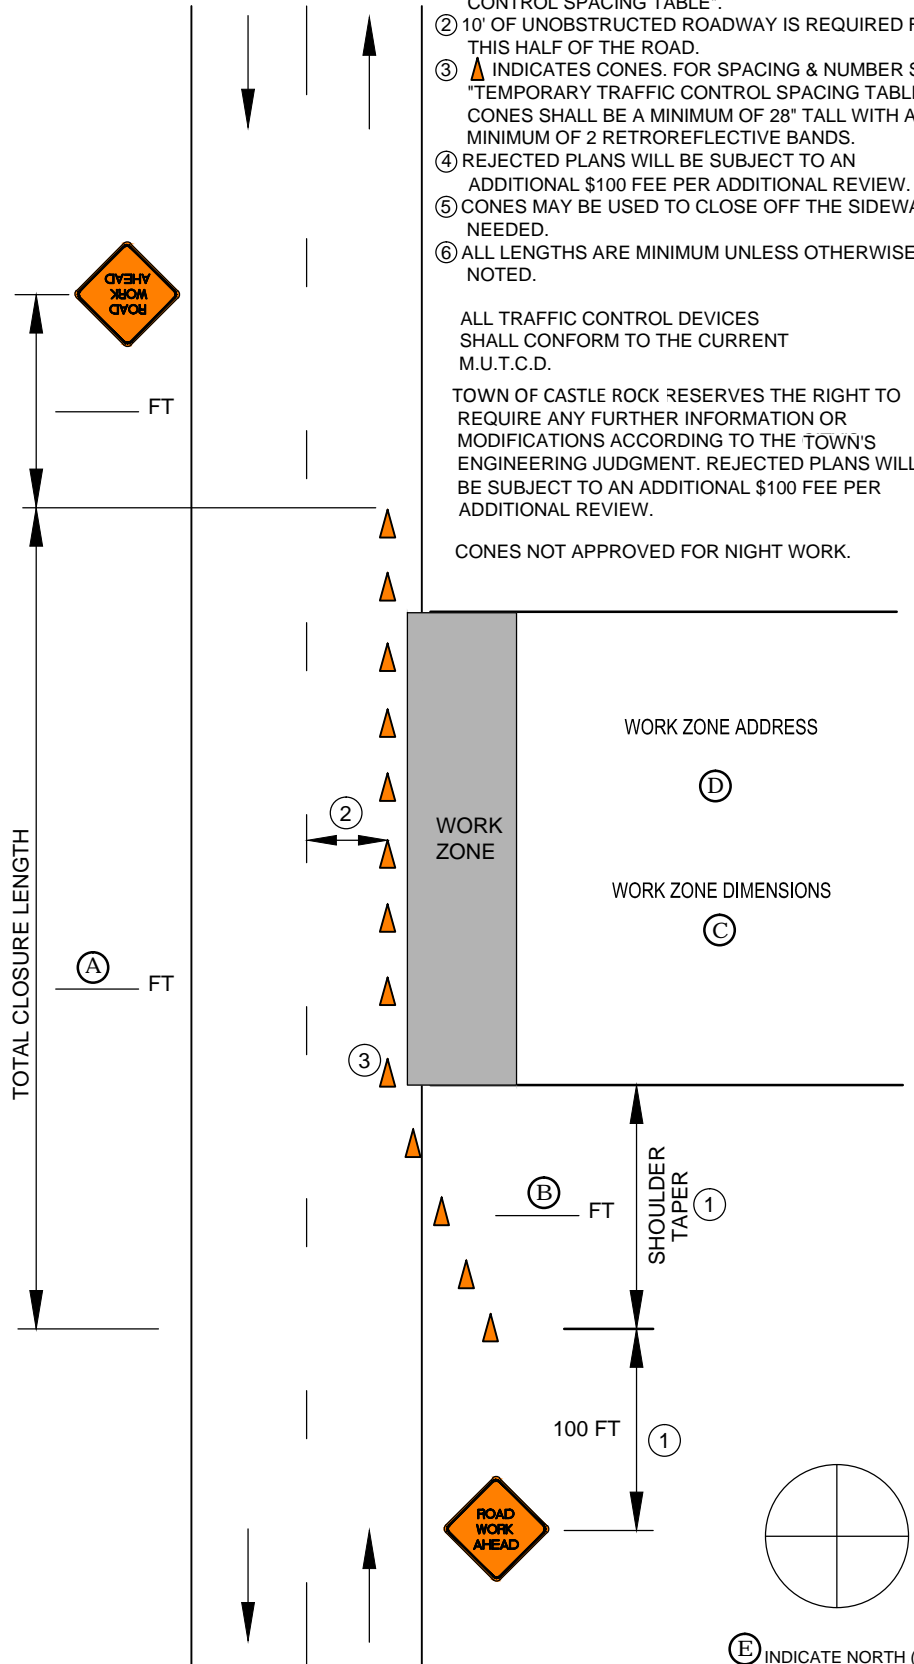 CONTROL SPACING TABLE".
② 10' OF UNOBSTRUCTED ROADWAY IS REQUIRED
THIS HALF OF THE ROAD.
③ INDICATES CONES. FOR SPACING & NUMBER
"TEMPORARY TRAFFIC CONTROL SPACING TABLE
CONES SHALL BE A MINIMUM OF 28" TALL WITH A
MINIMUM OF 2 RETROREFLECTIVE BANDS.
④ REJECTED PLANS WILL BE SUBJECT TO AN
ADDITIONAL $100 FEE PER ADDITIONAL REVIEW.
⑤ CONES MAY BE USED TO CLOSE OFF THE
NEEDED.
⑥ ALL LENGTHS ARE MINIMUM UNLESS OTHERWISE
NOTED.
ALL TRAFFIC CONTROL DEVICES
SHALL CONFORM TO THE CURRENT
M.U.T.C.D.
TOWN OF CASTLE ROCK RESERVES THE RIGHT TO
REQUIRE ANY FURTHER INFORMATION OR
MODIFICATIONS ACCORDING TO THE TOWN'S
ENGINEERING JUDGMENT. REJECTED PLANS WILL
BE SUBJECT TO AN ADDITIONAL $100 FEE PER
ADDITIONAL REVIEW.
CONES NOT APPROVED FOR NIGHT WORK.
ROAD
WORK
AHEAD
FT
WORK ZONE ADDRESS
D
2
WORK
ZONE
WORK ZONE DIMENSIONS
C
TOTAL CLOSURE LENGTH
A
FT
3
B
FT
SHOULDER
TAPER
1
100 FT
1
ROAD
WORK
AHEAD
E INDICATE NORTH (